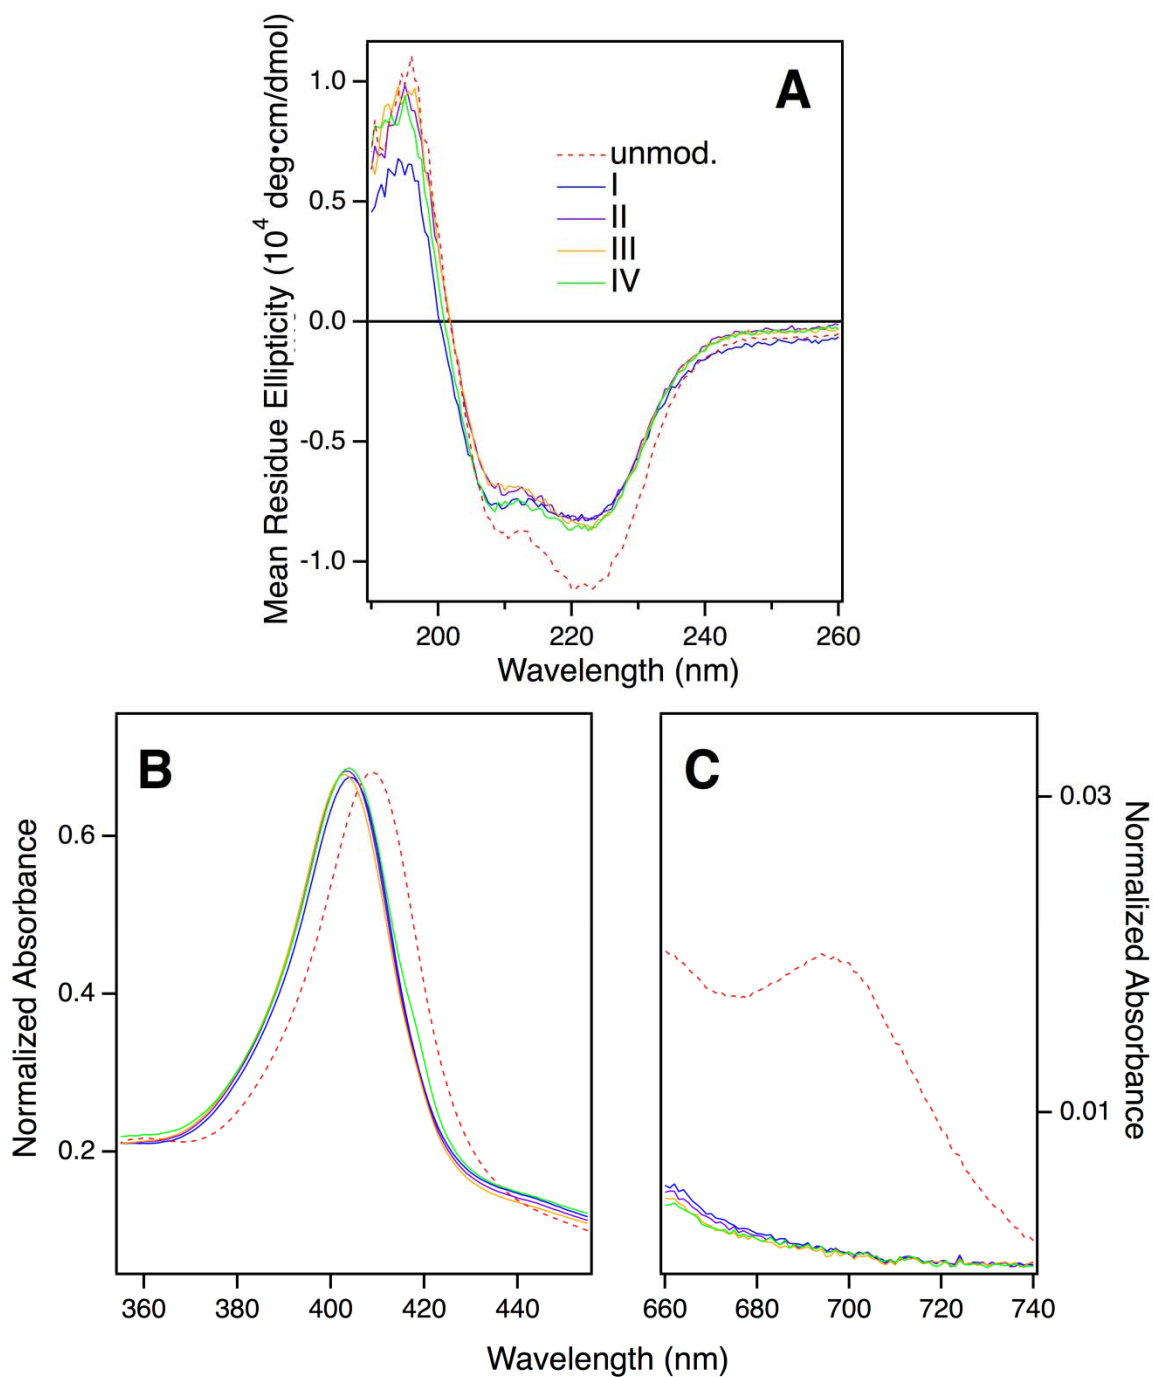 A
Mean Residue Ellipticity (10^4 deg•cm/dmol)
1.0
0.5
0.0
-0.5
-1.0
unmod.
I
II
III
IV
200 220 240 260
Wavelength (nm)
B
Normalized Absorbance
0.6
0.4
0.2
360 380 400 420 440
C
0.03
0.01
Normalized Absorbance
660 680 700 720 740
Wavelength (nm)